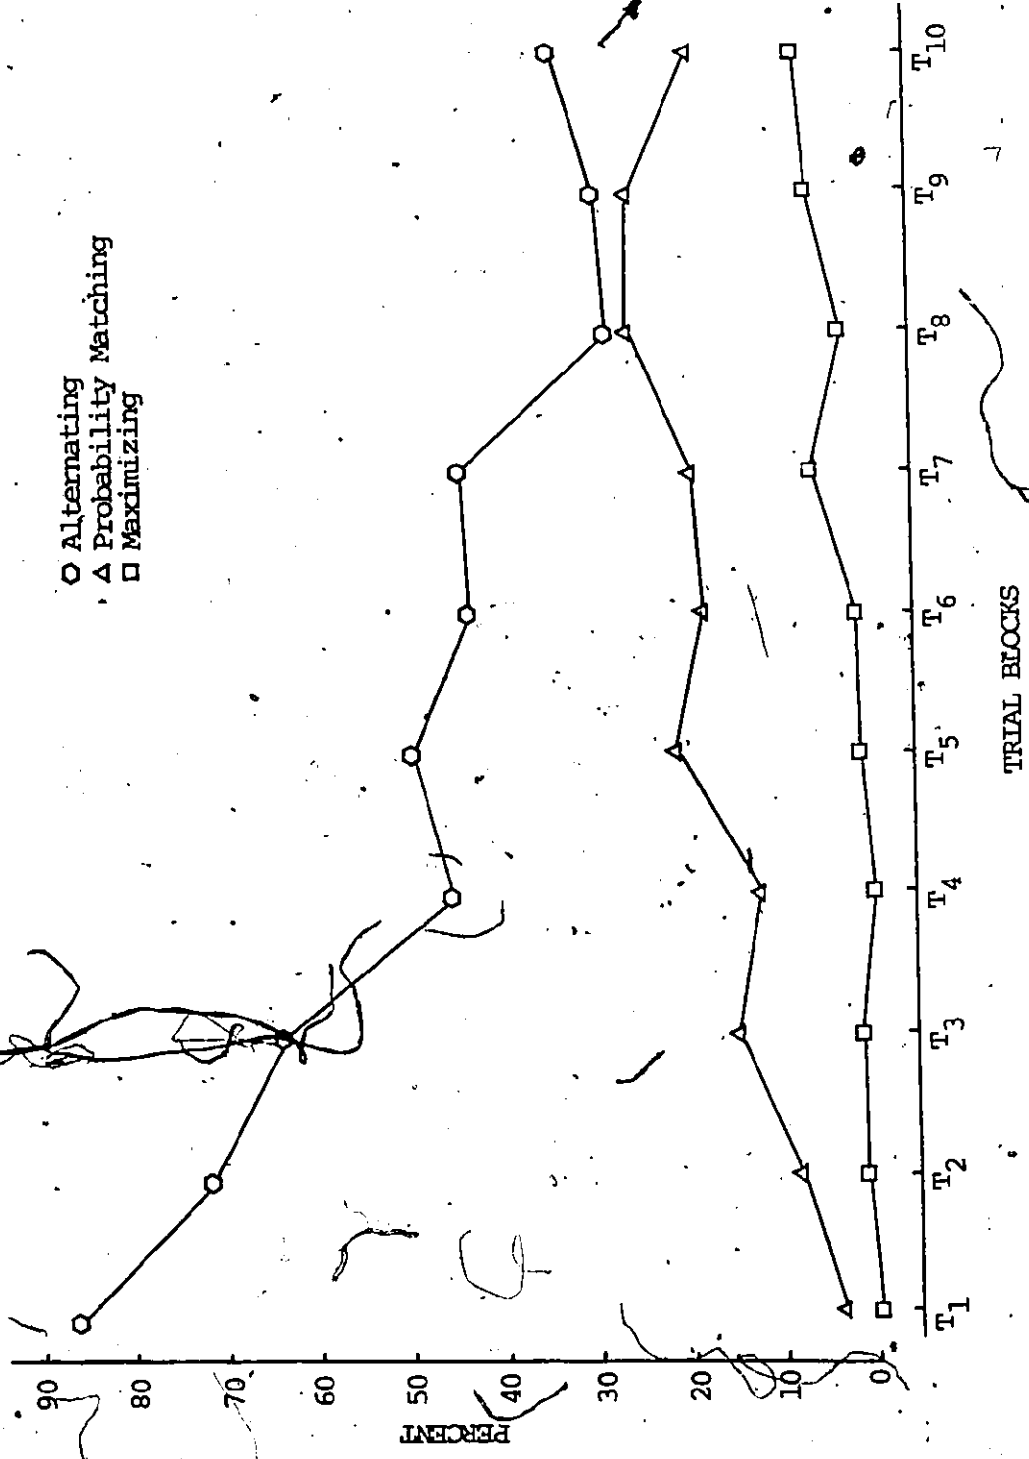 Alternating
Probability Matching
Maximizing
PERCENT
90
80
70
60
50
40
30
20
10
0
T1 T2 T3 T4 T5 T6 T7 T8 T9 T10
TRIAL BLOCKS